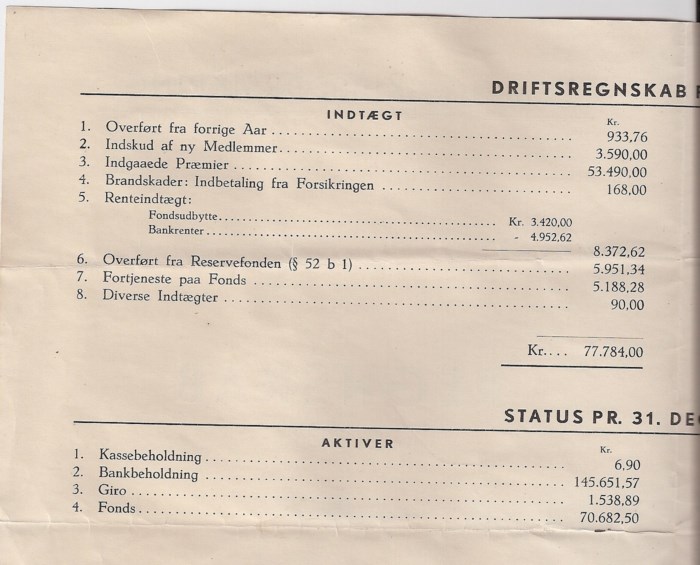 DRIFTSREGNSKAB
INDTÆGT
Kr.
1. Overført fra forrige Aar ........ 933,76
2. Indskud af ny Medlemmer ........ 3.590,00
3. Indgaaede Præmier ........ 53.490,00
4. Brandskader: Indbetaling fra Forsikringen ........ 168,00
5. Renteindtægt:
Fondsudbytte ........ Kr. 3.420,00
Bankrenter ........ - 4.952,62
8.372,62
6. Overført fra Reservefonden (§ 52 b 1) ........ 5.951,34
7. Fortjeneste paa Fonds ........ 5.188,28
8. Diverse Indtægter ........ 90,00
Kr.... 77.784,00
STATUS PR. 31. DE
AKTIVER
Kr.
1. Kassebeholdning ........ 6,90
2. Bankbeholdning ........ 145.651,57
3. Giro ........ 1.538,89
4. Fonds ........ 70.682,50